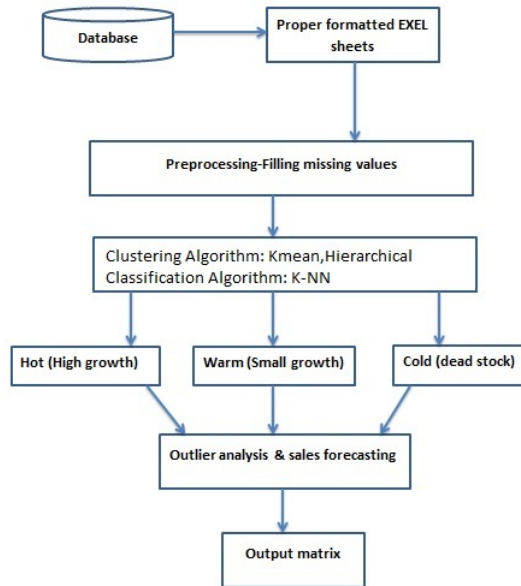 Database
Proper formatted EXEL
sheets
Preprocessing-Filling missing values
Clustering Algorithm: Kmean,Hierarchical
Classification Algorithm: K-NN
Hot (High growth)
Warm (Small growth)
Cold (dead stock)
Outlier analysis & sales forecasting
Output matrix